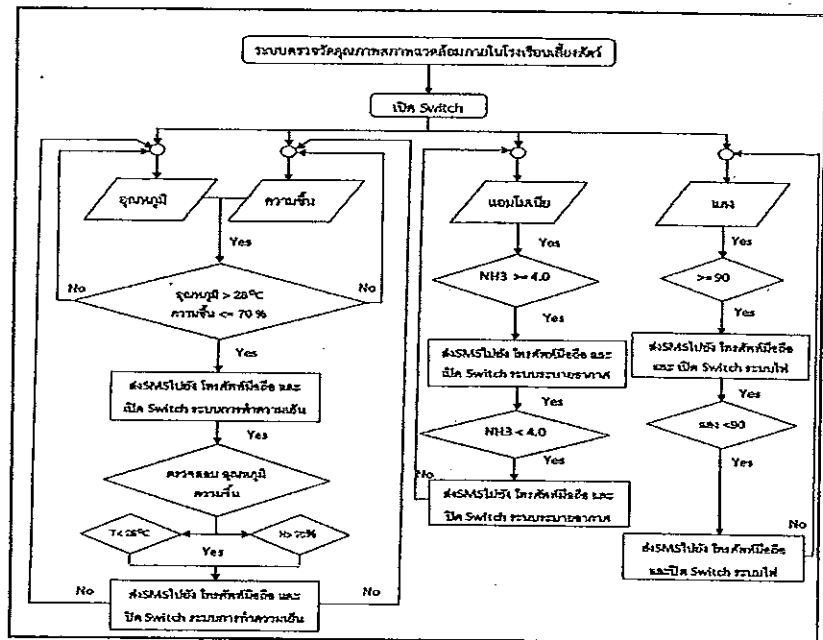 ระบบตรวจวัดคุณภาพสภาพแวดล้อมภายในโรงเรือนเลี้ยงสัตว์
เปิด Switch
อุณหภูมิ
ความชื้น
แอมโมเนีย
แสง
Yes
Yes
Yes
No
อุณหภูมิ > 28°C
ความชื้น <= 70 %
No
NH3 >= 4.0
>= 90
Yes
Yes
Yes
ส่งSMSไปยัง โทรศัพท์มือถือ และ
เปิด Switch ระบบการทำความเย็น
ส่งSMSไปยัง โทรศัพท์มือถือ และ
เปิด Switch ระบบระบายอากาศ
ส่งSMSไปยัง โทรศัพท์มือถือ
และ เปิด Switch ระบบไฟ
Yes
Yes
Yes
ตรวจสอบ อุณหภูมิ
ความชื้น
NH3 < 4.0
แสง <90
Yes
No
ส่งSMSไปยัง โทรศัพท์มือถือ และ
ปิด Switch ระบบระบายอากาศ
T< 28°C
Yes
No
ส่งSMSไปยัง โทรศัพท์มือถือ
และปิด Switch ระบบไฟ
No
ส่งSMSไปยัง โทรศัพท์มือถือ และ
ปิด Switch ระบบการทำความเย็น
No